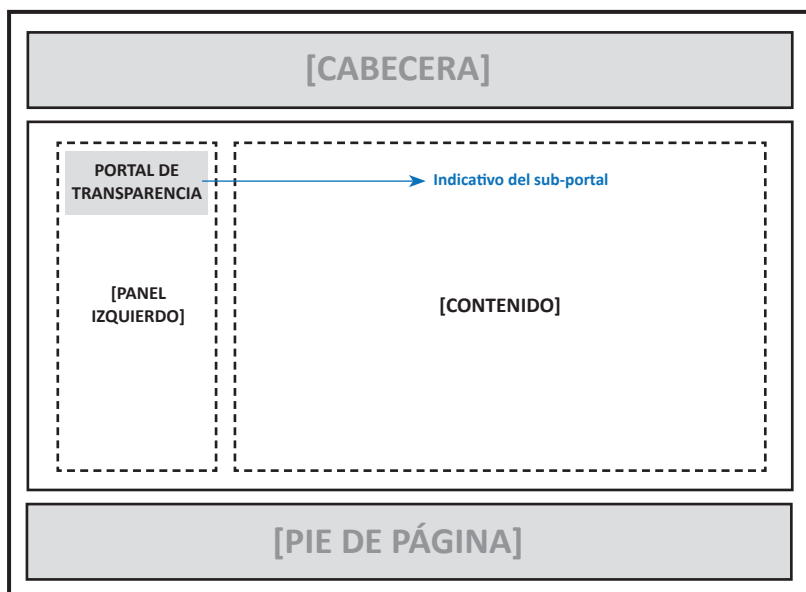 [CABECERA]
PORTAL DE
TRANSPARENCIA
Indicativo del sub-portal
[PANEL
IZQUIERDO]
[CONTENIDO]
[PIE DE PÁGINA]